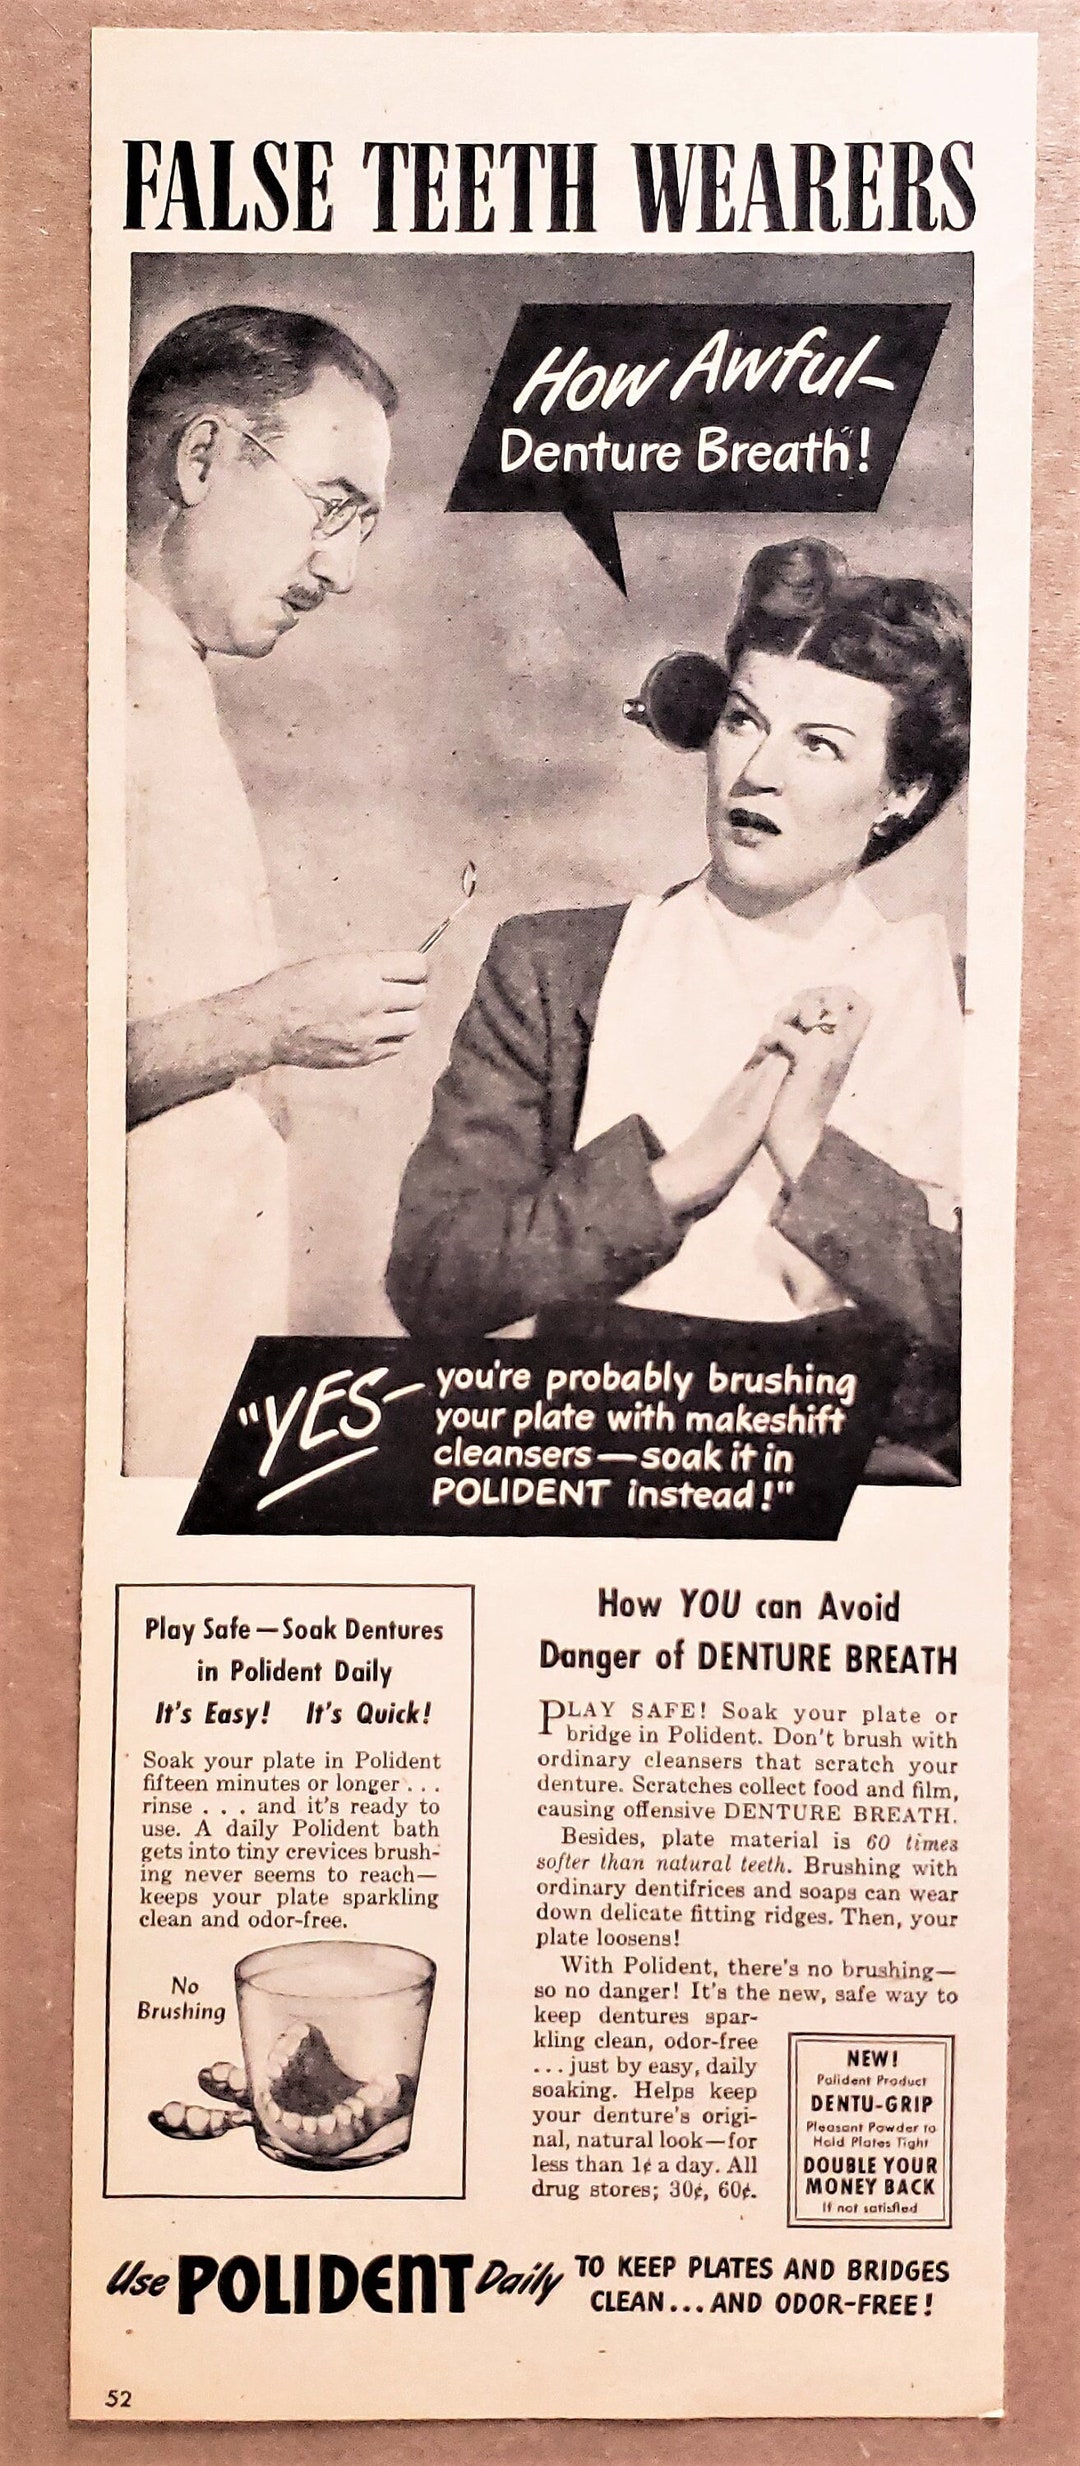 FALSE TEETH WEARERS
How Awful–
Denture Breath!
"YES– you're probably brushing
your plate with makeshift
cleansers—soak it in
POLIDENT instead!"
Play Safe—Soak Dentures
in Polident Daily
It's Easy! It's Quick!
Soak your plate in Polident
fifteen minutes or longer . . .
rinse . . . and it's ready to
use. A daily Polident bath
gets into tiny crevices brush-
ing never seems to reach—
keeps your plate sparkling
clean and odor-free.
No
Brushing
How YOU can Avoid
Danger of DENTURE BREATH
PLAY SAFE! Soak your plate or
bridge in Polident. Don't brush with
ordinary cleansers that scratch your
denture. Scratches collect food and film,
causing offensive DENTURE BREATH.
Besides, plate material is 60 times
softer than natural teeth. Brushing with
ordinary dentifrices and soaps can wear
down delicate fitting ridges. Then, your
plate loosens!
With Polident, there's no brushing—
so no danger! It's the new, safe way to
keep dentures spar-
kling clean, odor-free
. . . just by easy, daily
soaking. Helps keep
your denture's origi-
nal, natural look—for
less than 1¢ a day. All
drug stores; 30¢, 60¢.
NEW!
Polident Product
DENTU-GRIP
Pleasant Powder to
Hold Plates Tight
DOUBLE YOUR
MONEY BACK
If not satisfied
Use POLIDENT Daily TO KEEP PLATES AND BRIDGES
CLEAN...AND ODOR-FREE!
52